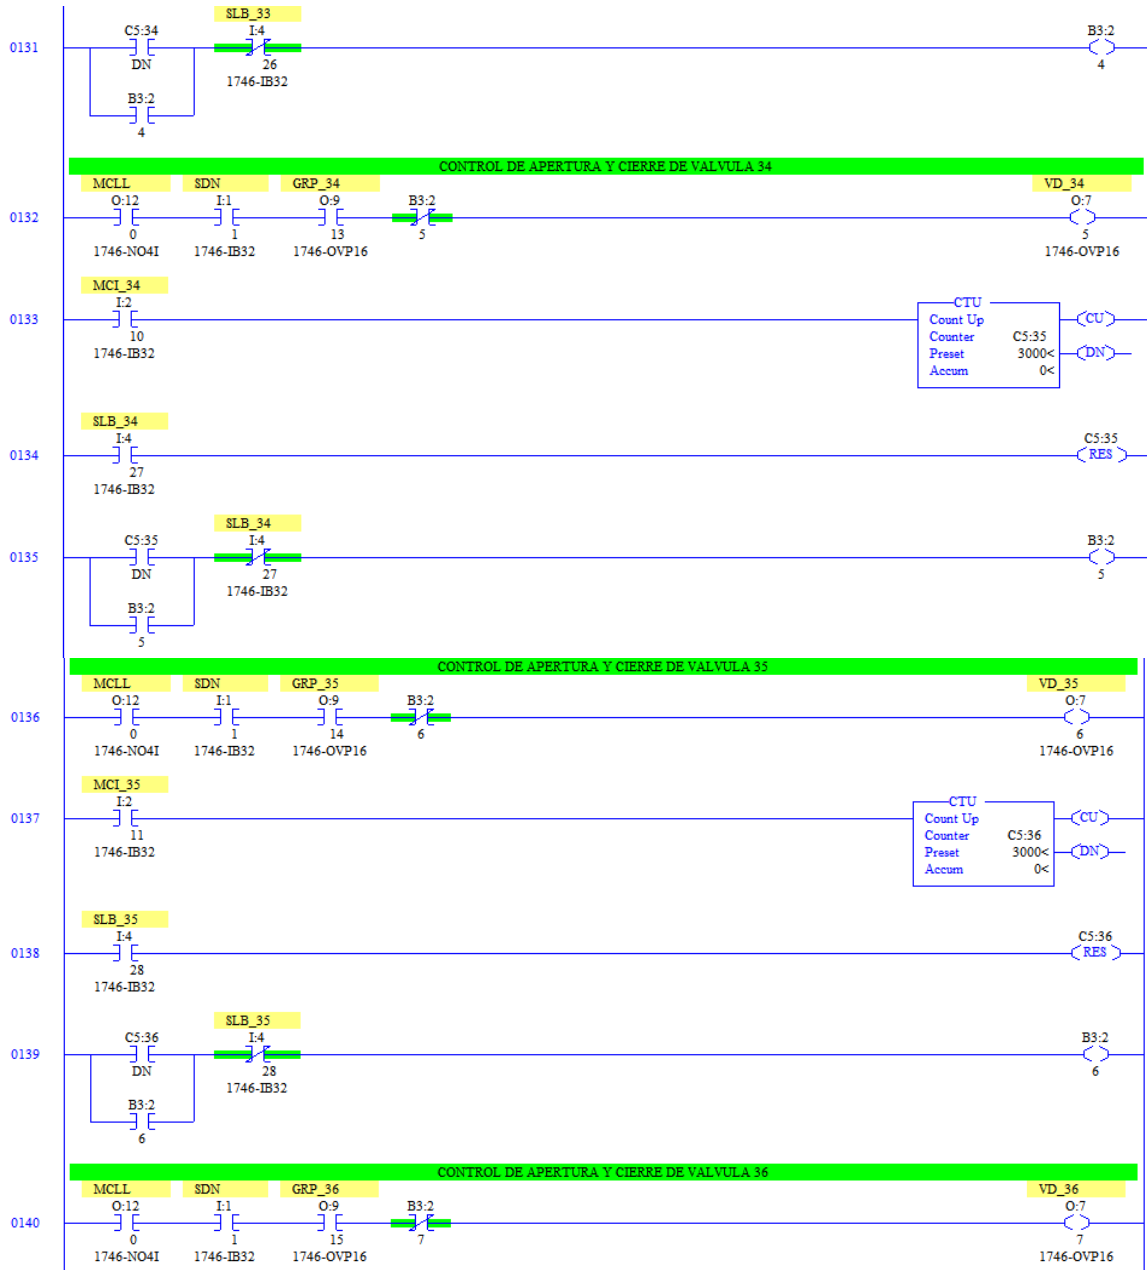 SLB_33
C5:34 I:4 B3:2
0131
DN 26 4
1746-IB32
B3:2
4
CONTROL DE APERTURA Y CIERRE DE VALVULA 34
MCLL SDN GRP_34 VD_34
O:12 I:1 O:9 B3:2 O:7
0132
0 1 13 5 5
1746-NO4I 1746-IB32 1746-OVP16 1746-OVP16
MCI_34
I:2 CTU
0133 Count Up CU
10 Counter C5:35
1746-IB32 Preset 3000< DN
Accum 0<
SLB_34
I:4 C5:35
0134 RES
27
1746-IB32
SLB_34
C5:35 I:4 B3:2
0135
DN 27 5
1746-IB32
B3:2
5
CONTROL DE APERTURA Y CIERRE DE VALVULA 35
MCLL SDN GRP_35 VD_35
O:12 I:1 O:9 B3:2 O:7
0136
0 1 14 6 6
1746-NO4I 1746-IB32 1746-OVP16 1746-OVP16
MCI_35
I:2 CTU
0137 Count Up CU
11 Counter C5:36
1746-IB32 Preset 3000< DN
Accum 0<
SLB_35
I:4 C5:36
0138 RES
28
1746-IB32
SLB_35
C5:36 I:4 B3:2
0139
DN 28 6
1746-IB32
B3:2
6
CONTROL DE APERTURA Y CIERRE DE VALVULA 36
MCLL SDN GRP_36 VD_36
O:12 I:1 O:9 B3:2 O:7
0140
0 1 15 7 7
1746-NO4I 1746-IB32 1746-OVP16 1746-OVP16